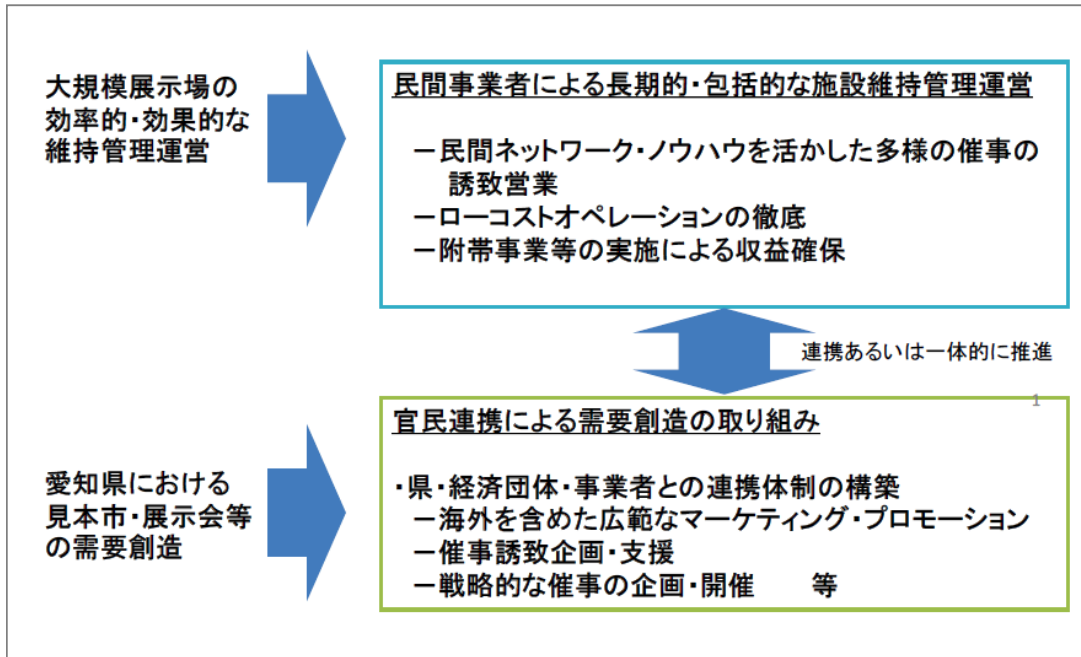 大規模展示場の
効率的・効果的な
維持管理運営
民間事業者による長期的・包括的な施設維持管理運営
－民間ネットワーク・ノウハウを活かした多様の催事の
誘致営業
－ローコストオペレーションの徹底
－附帯事業等の実施による収益確保
連携あるいは一体的に推進
1
愛知県における
見本市・展示会等
の需要創造
官民連携による需要創造の取り組み
・県・経済団体・事業者との連携体制の構築
－海外を含めた広範なマーケティング・プロモーション
－催事誘致企画・支援
－戦略的な催事の企画・開催　　等